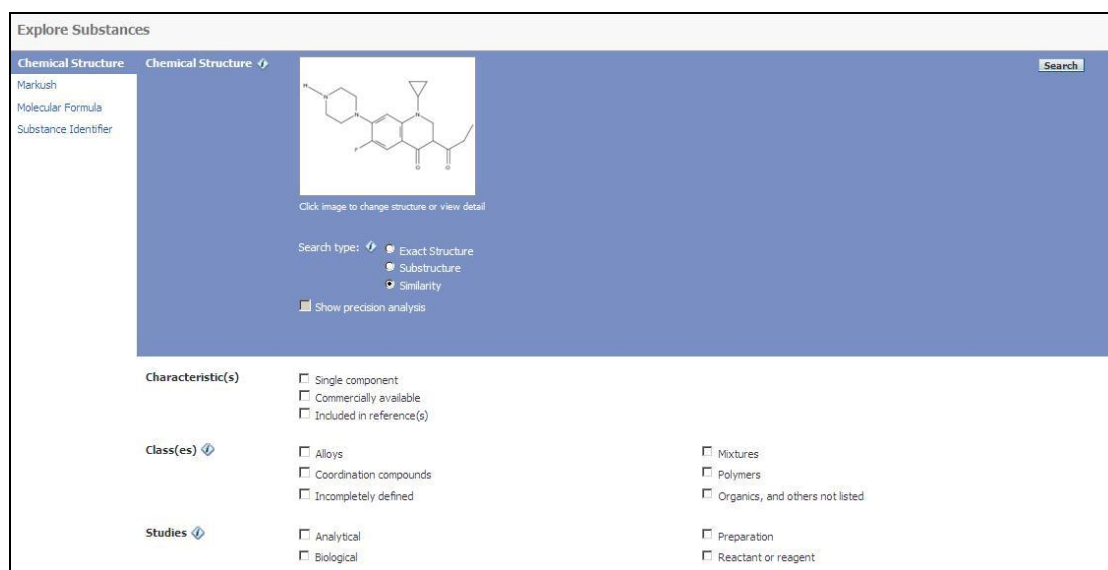 Explore Substances
Chemical Structure
Markush
Molecular Formula
Substance Identifier
Chemical Structure
Search
H
N
N
N
F
O
O
Click image to change structure or view detail
Search type:
Exact Structure
Substructure
Similarity
Show precision analysis
Characteristic(s)
Single component
Commercially available
Included in reference(s)
Class(es)
Alloys
Mixtures
Coordination compounds
Polymers
Incompletely defined
Organics, and others not listed
Studies
Analytical
Preparation
Biological
Reactant or reagent